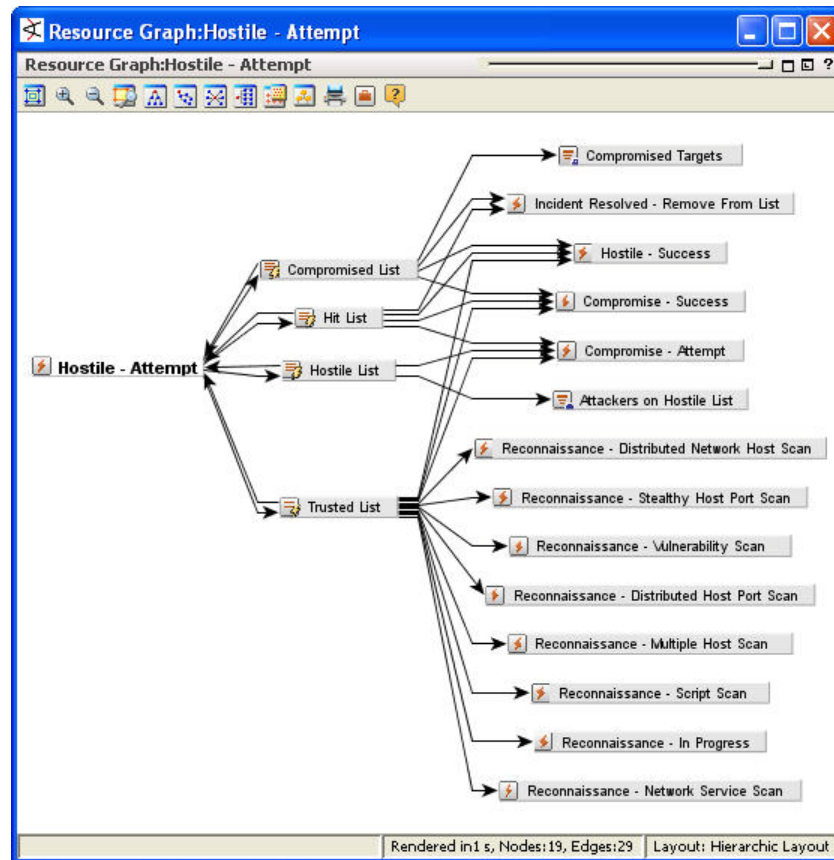 Resource Graph:Hostile - Attempt
Resource Graph:Hostile - Attempt
Compromised Targets
Incident Resolved - Remove From List
Hostile - Success
Compromised List
Compromise - Success
Hit List
Compromise - Attempt
Hostile - Attempt
Hostile List
Attackers on Hostile List
Reconnaissance - Distributed Network Host Scan
Reconnaissance - Stealthy Host Port Scan
Trusted List
Reconnaissance - Vulnerability Scan
Reconnaissance - Distributed Host Port Scan
Reconnaissance - Multiple Host Scan
Reconnaissance - Script Scan
Reconnaissance - In Progress
Reconnaissance - Network Service Scan
Rendered in1 s, Nodes:19, Edges:29
Layout: Hierarchic Layout